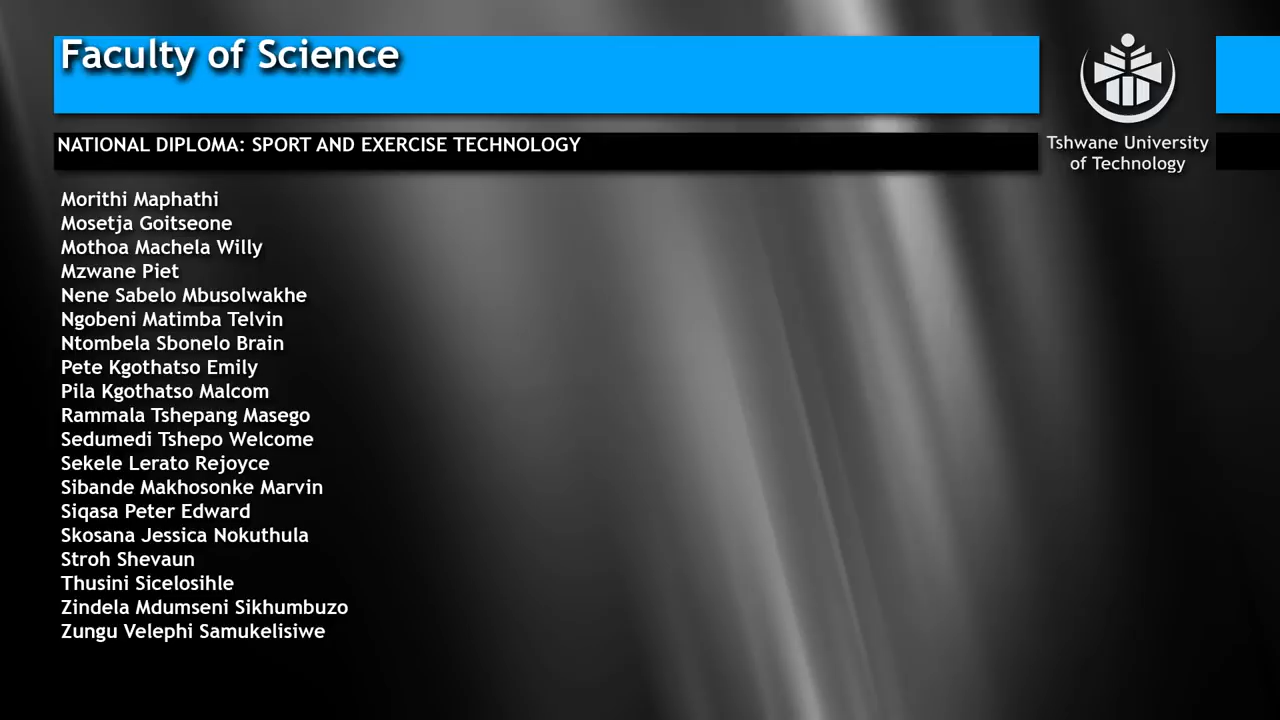 Faculty of Science
Tshwane University
of Technology
NATIONAL DIPLOMA: SPORT AND EXERCISE TECHNOLOGY
Morithi Maphathi
Mosetja Goitseone
Mothoa Machela Willy
Mzwane Piet
Nene Sabelo Mbusolwakhe
Ngobeni Matimba Telvin
Ntombela Sbonelo Brain
Pete Kgothatso Emily
Pila Kgothatso Malcom
Rammala Tshepang Masego
Sedumedi Tshepo Welcome
Sekele Lerato Rejoyce
Sibande Makhosonke Marvin
Siqasa Peter Edward
Skosana Jessica Nokuthula
Stroh Shevaun
Thusini Sicelosihle
Zindela Mdumseni Sikhumbuzo
Zungu Velephi Samukelisiwe